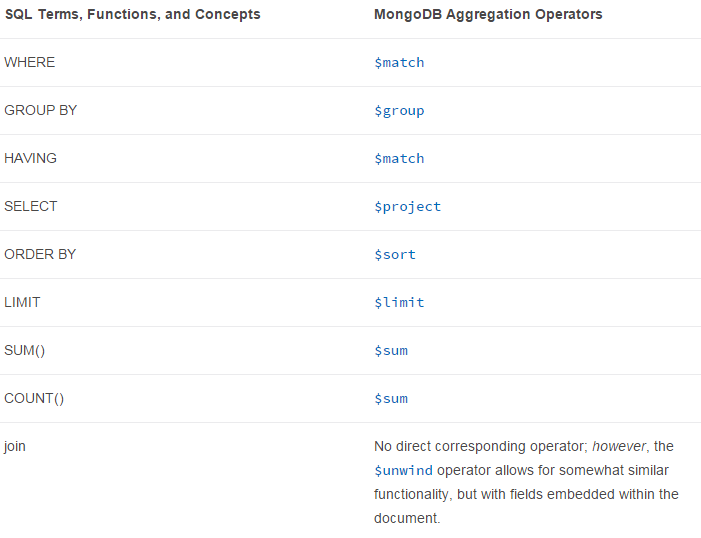 SQL Terms, Functions, and Concepts MongoDB Aggregation Operators
WHERE $match
GROUP BY $group
HAVING $match
SELECT $project
ORDER BY $sort
LIMIT $limit
SUM() $sum
COUNT() $sum
join No direct corresponding operator; however, the
$unwind operator allows for somewhat similar
functionality, but with fields embedded within the
document.